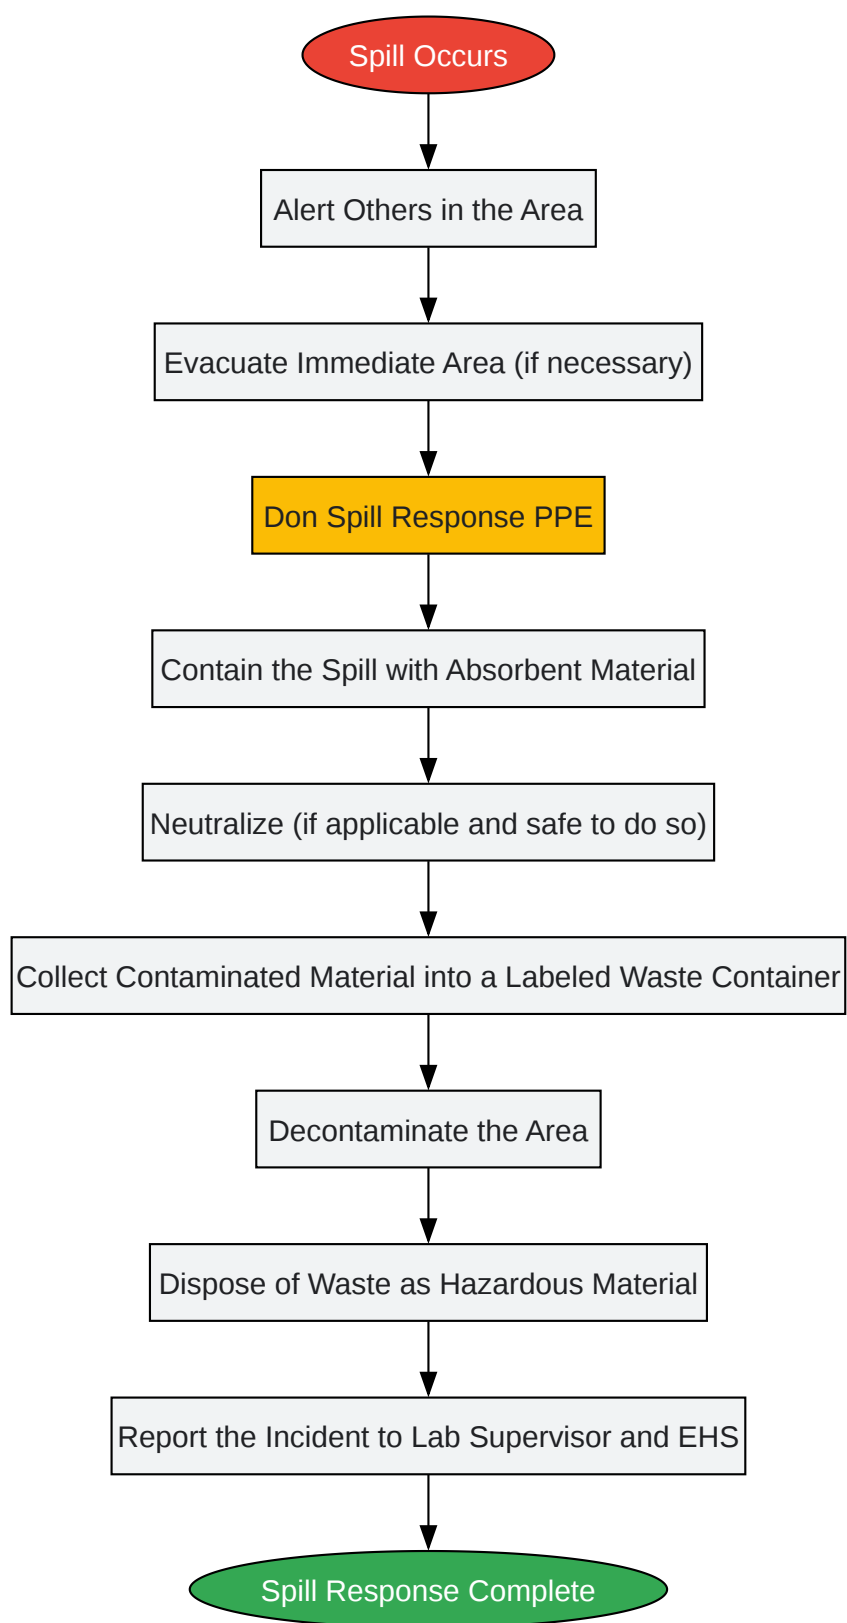 Spill Occurs
Alert Others in the Area
Evacuate Immediate Area (if necessary)
Don Spill Response PPE
Contain the Spill with Absorbent Material
Neutralize (if applicable and safe to do so)
Collect Contaminated Material into a Labeled Waste Container
Decontaminate the Area
Dispose of Waste as Hazardous Material
Report the Incident to Lab Supervisor and EHS
Spill Response Complete